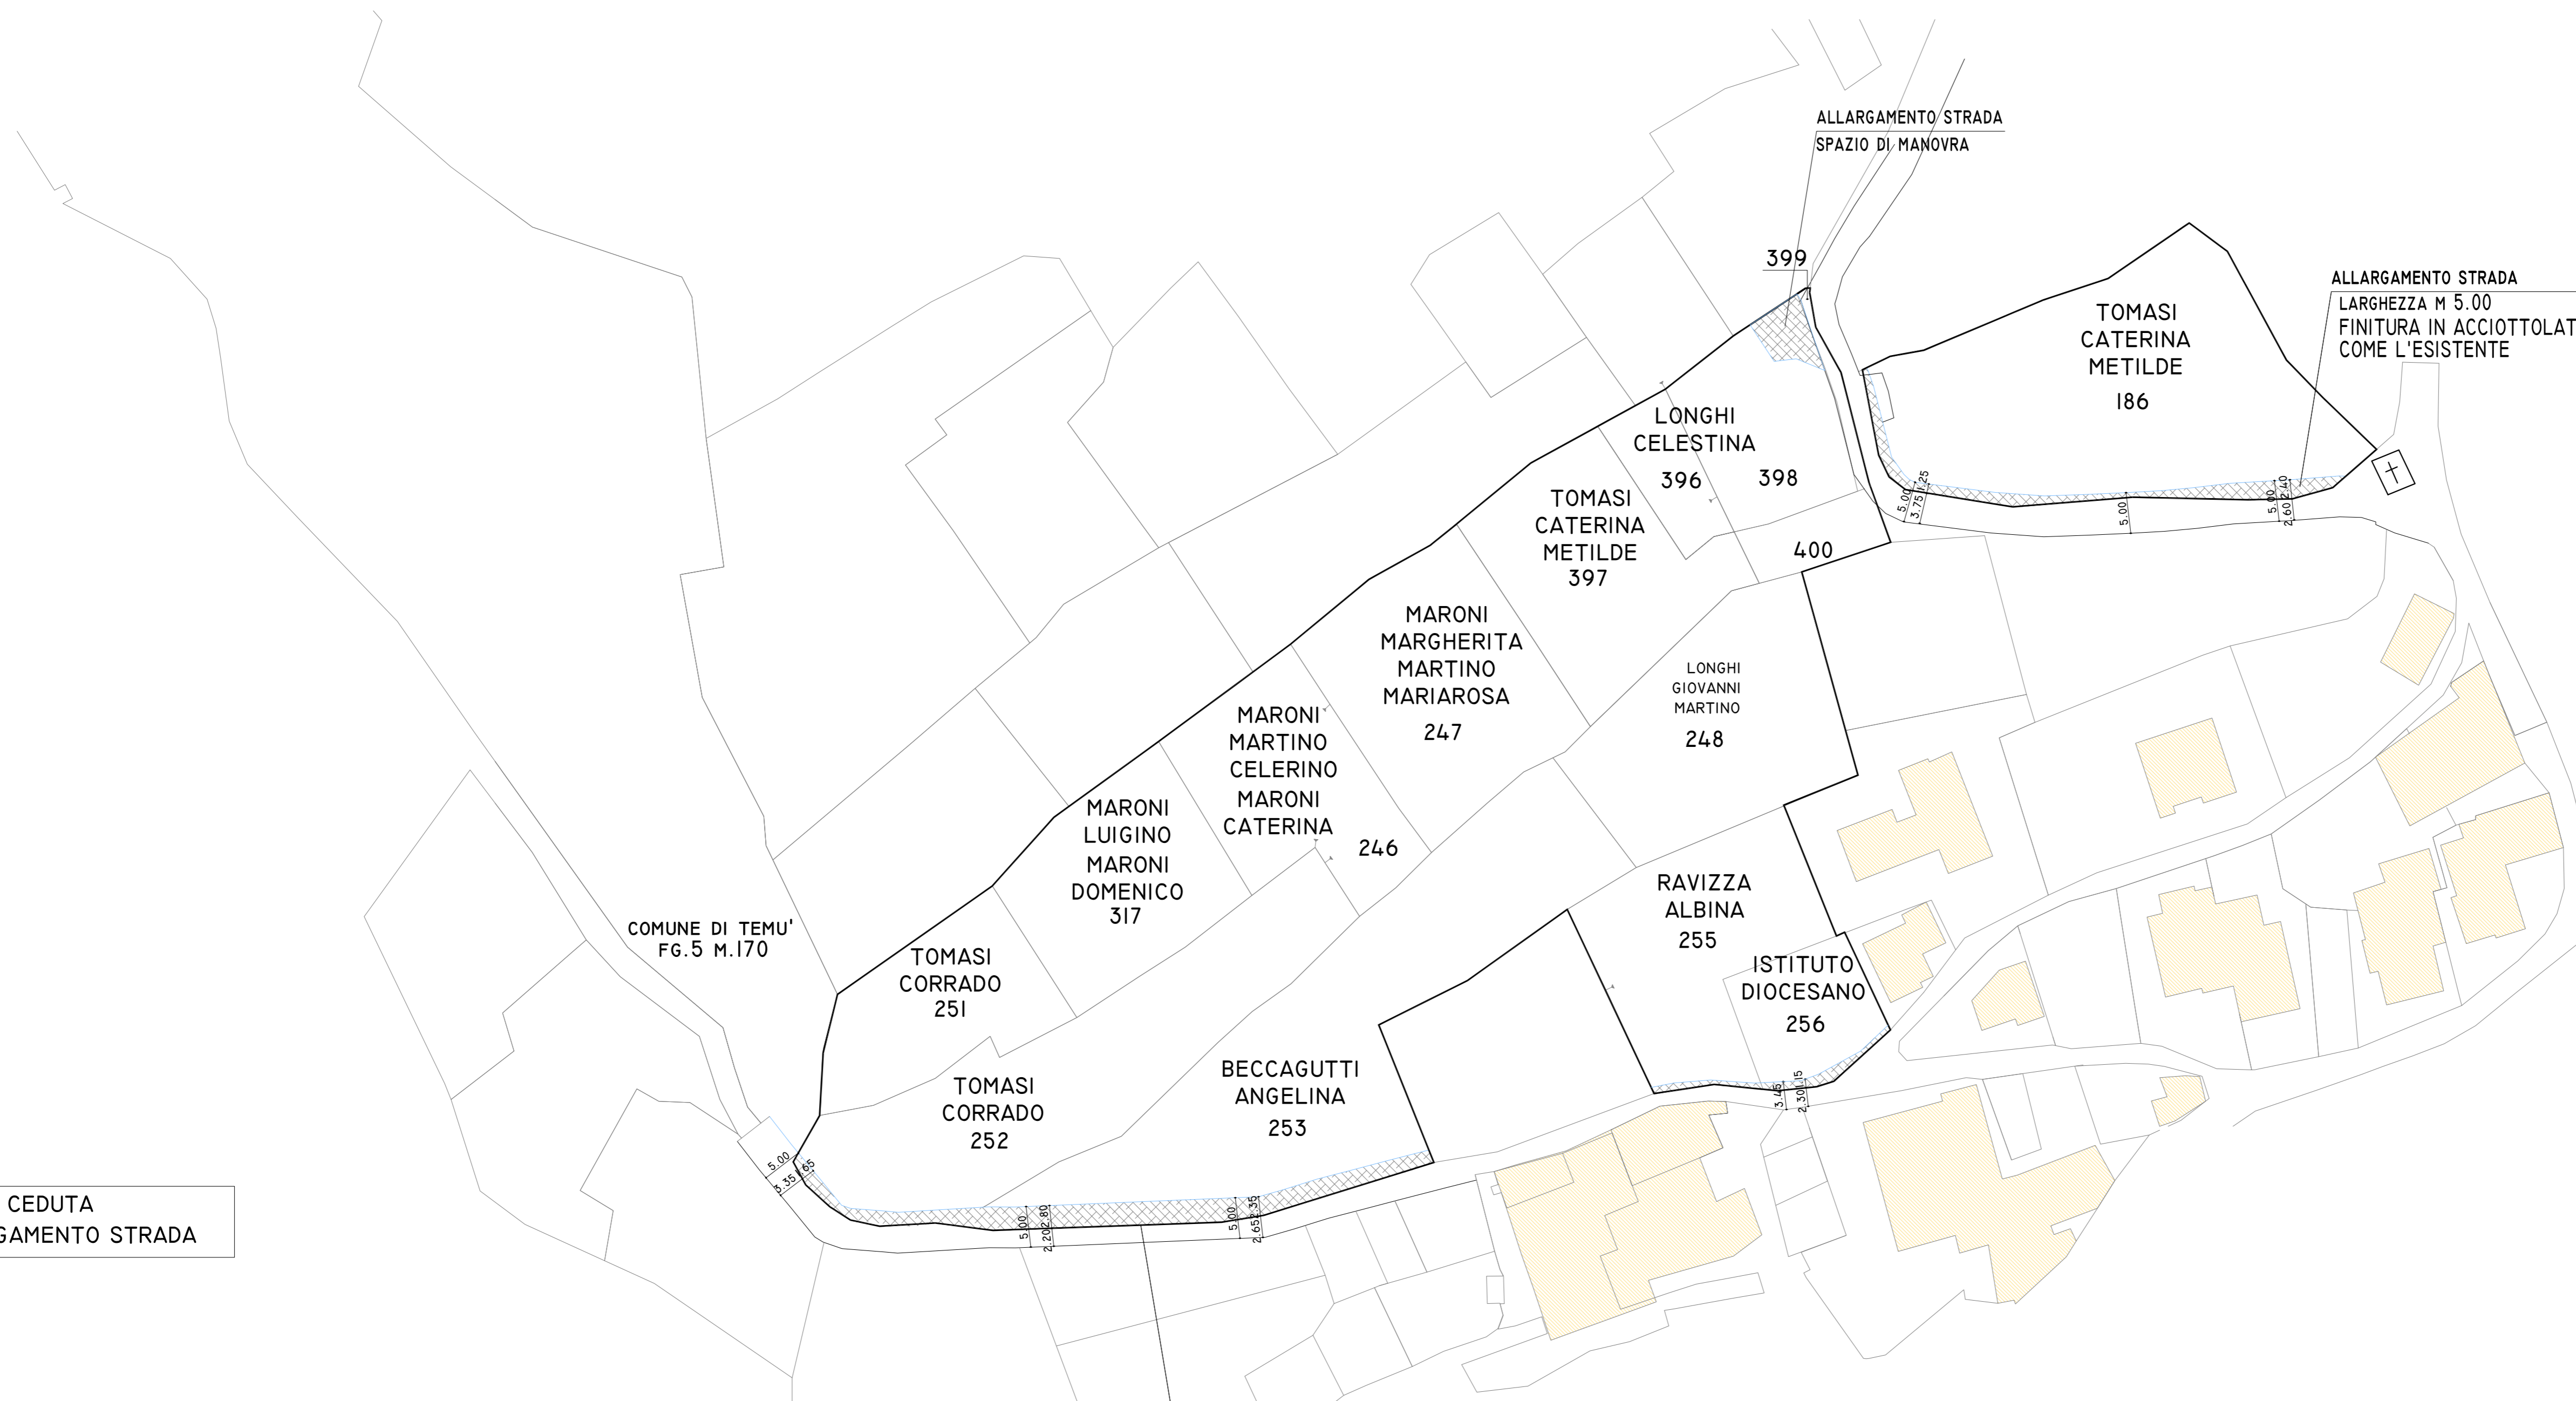 ALLARGAMENTO STRADA
SPAZIO DI MANOVRA
399
ALLARGAMENTO STRADA
LARGHEZZA M 5.00
FINITURA IN ACCIOTTOLAT
COME L'ESISTENTE
TOMASI
CATERINA
METILDE
186
LONGHI
CELESTINA
396
398
5.00
3.75
1.25
5.00
5.00
2.60
2.40
TOMASI
CATERINA
METILDE
397
400
MARONI
MARGHERITA
MARTINO
MARIAROSA
247
LONGHI
GIOVANNI
MARTINO
248
MARONI
MARTINO
CELERINO
MARONI
CATERINA
246
MARONI
LUIGINO
MARONI
DOMENICO
317
RAVIZZA
ALBINA
255
COMUNE DI TEMU'
FG.5 M.170
TOMASI
CORRADO
251
ISTITUTO
DIOCESANO
256
BECCAGUTTI
ANGELINA
253
TOMASI
CORRADO
252
3.45
2.30
1.15
5.00
3.35
1.65
5.00
2.20
2.80
5.00
2.65
2.35
CEDUTA
GAMENTO STRADA